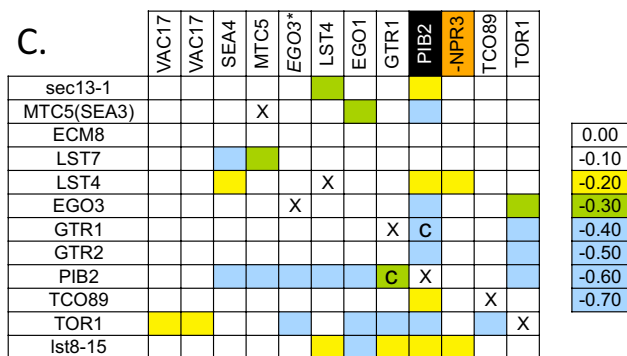 C.
VAC17 VAC17 SEA4 MTC5 EGO3* LST4 EGO1 GTR1 PIB2 -NPR3 TCO89 TOR1
sec13-1
MTC5(SEA3) X
ECM8
LST7
LST4 X
EGO3 X
GTR1 X C
GTR2
PIB2 C X
TCO89 X
TOR1 X
lst8-15
0.00
-0.10
-0.20
-0.30
-0.40
-0.50
-0.60
-0.70